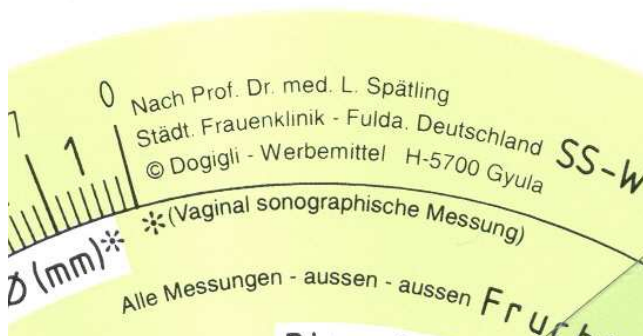 0
1
Nach Prof. Dr. med. L. Spätling
Städt. Frauenklinik - Fulda. Deutschland
© Dogigli - Werbemittel H-5700 Gyula
SS-W
*(Vaginal sonographische Messung)
Ø (mm)*
Alle Messungen - aussen - aussen